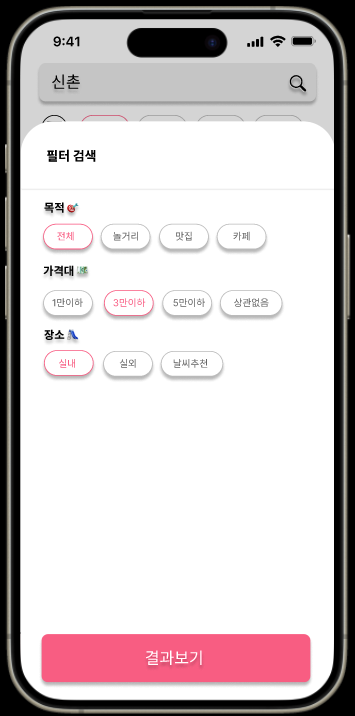 9:41
신촌
필터 검색
목적 🎯
전체 놀거리 맛집 카페
가격대 💵
1만이하 3만이하 5만이하 상관없음
장소 🛝
실내 실외 날씨추천
결과보기